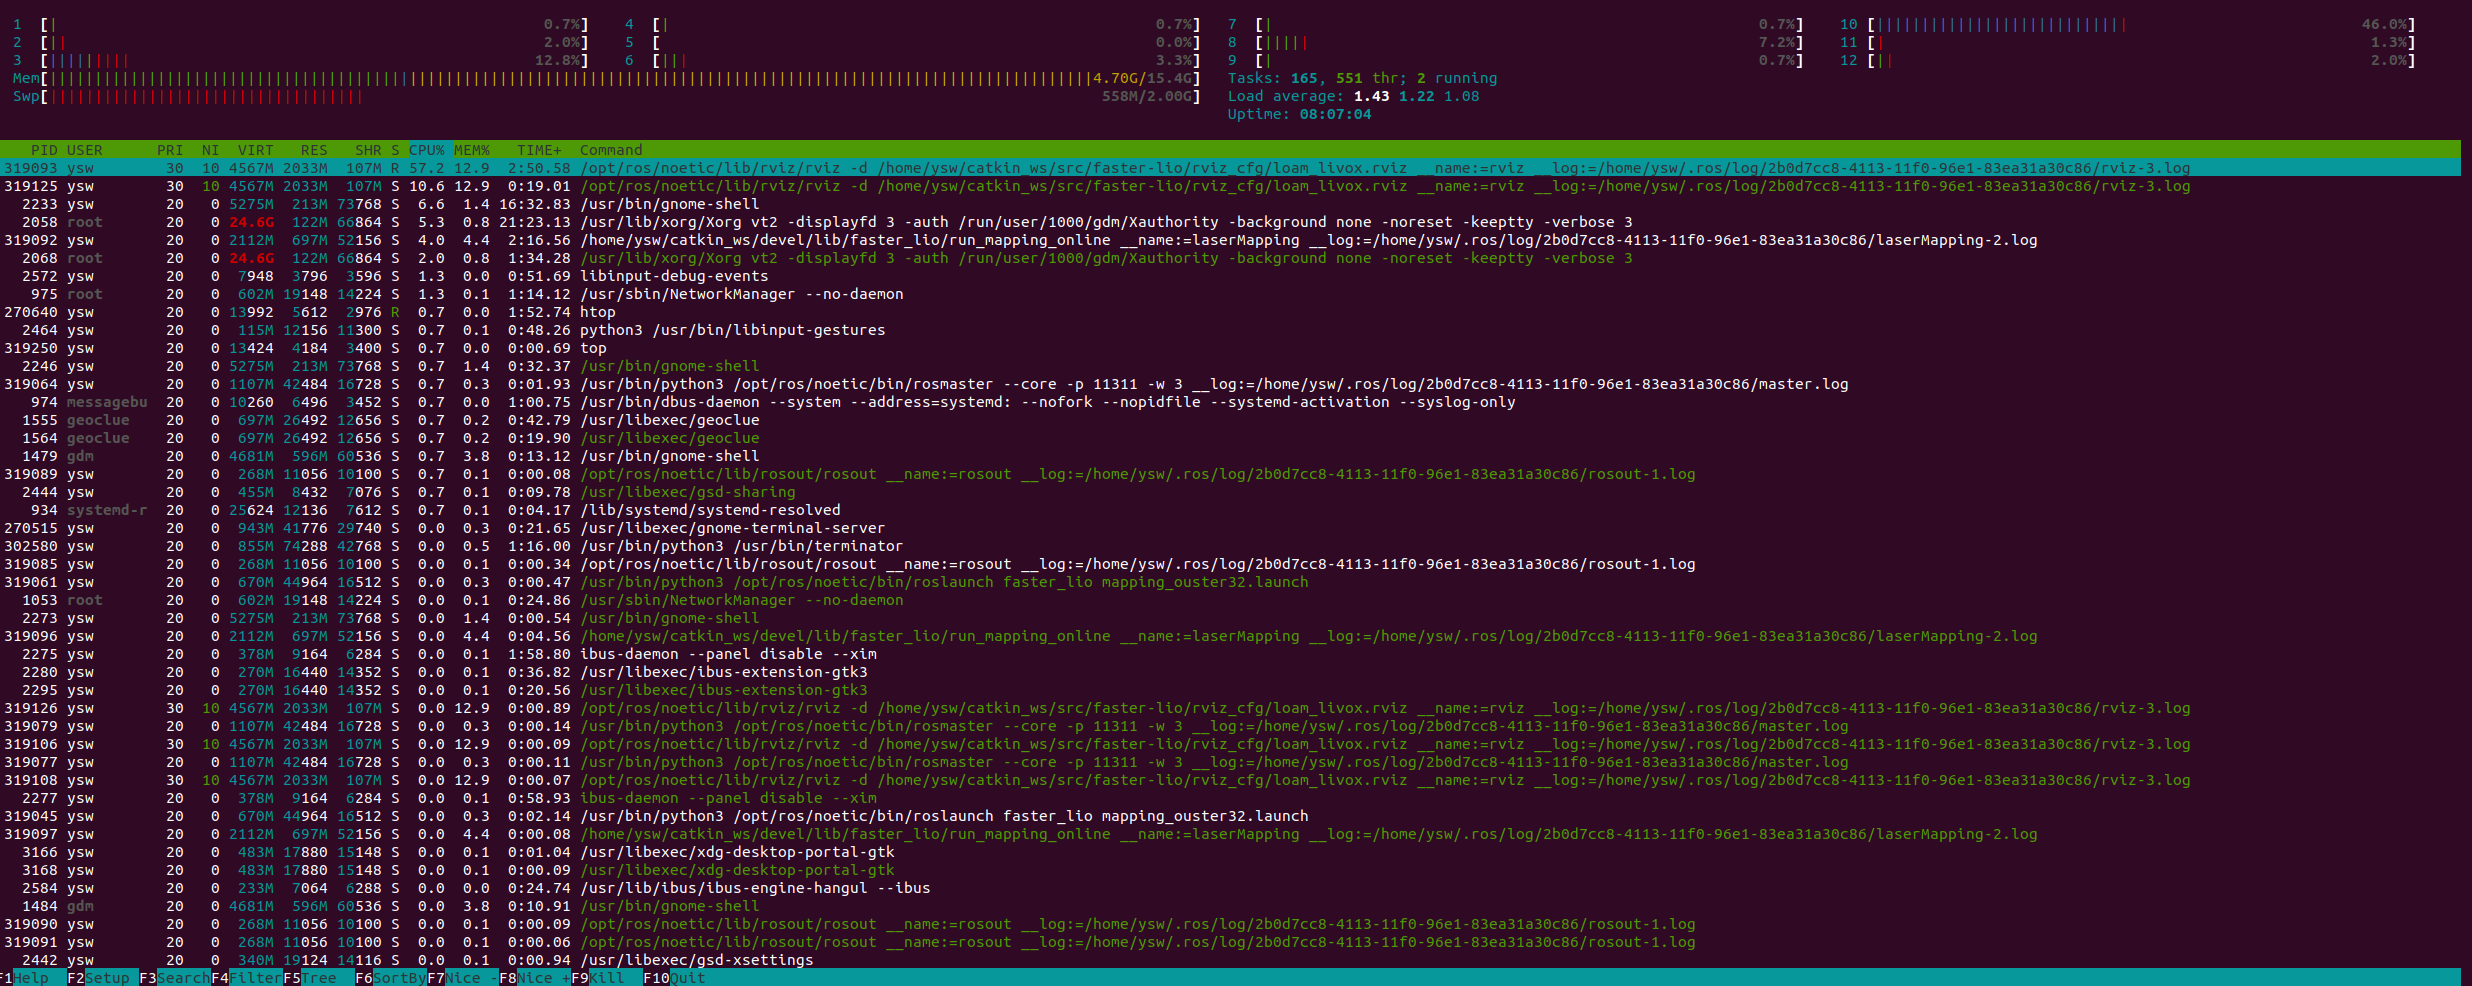 1 [| 0.7%] 4 [| 0.7%] 7 [| 0.7%] 10 [|||||||||||||||||||||||||||| 46.0%]
2 [|| 2.0%] 5 [ 0.0%] 8 [||||| 7.2%] 11 [| 1.3%]
3 [||||||||| 12.8%] 6 [||| 3.3%] 9 [| 0.7%] 12 [|| 2.0%]
Mem[||||||||||||||||||||||||||||||||||||||||||||||||||||||||||||||||||||||||||||||||||||||||||||||||||||||||||||||||||||4.70G/15.4G] Tasks: 165, 551 thr; 2 running
Swp[||||||||||||||||||||||||||||||||||| 558M/2.00G] Load average: 1.43 1.22 1.08
Uptime: 08:07:04
PID USER PRI NI VIRT RES SHR S CPU% MEM% TIME+ Command
319093 ysw 30 10 4567M 2033M 107M R 57.2 12.9 2:50.58 /opt/ros/noetic/lib/rviz/rviz -d /home/ysw/catkin_ws/src/faster-lio/rviz_cfg/loam_livox.rviz __name:=rviz __log:=/home/ysw/.ros/log/2b0d7cc8-4113-11f0-96e1-83ea31a30c86/rviz-3.log
319125 ysw 30 10 4567M 2033M 107M S 10.6 12.9 0:19.01 /opt/ros/noetic/lib/rviz/rviz -d /home/ysw/catkin_ws/src/faster-lio/rviz_cfg/loam_livox.rviz __name:=rviz __log:=/home/ysw/.ros/log/2b0d7cc8-4113-11f0-96e1-83ea31a30c86/rviz-3.log
2233 ysw 20 0 5275M 213M 73768 S 6.6 1.4 16:32.83 /usr/bin/gnome-shell
2058 root 20 0 24.6G 122M 66864 S 5.3 0.8 21:23.13 /usr/lib/xorg/Xorg vt2 -displayfd 3 -auth /run/user/1000/gdm/Xauthority -background none -noreset -keeptty -verbose 3
319092 ysw 20 0 2112M 697M 52156 S 4.0 4.4 2:16.56 /home/ysw/catkin_ws/devel/lib/faster_lio/run_mapping_online __name:=laserMapping __log:=/home/ysw/.ros/log/2b0d7cc8-4113-11f0-96e1-83ea31a30c86/laserMapping-2.log
2068 root 20 0 24.6G 122M 66864 S 2.0 0.8 1:34.28 /usr/lib/xorg/Xorg vt2 -displayfd 3 -auth /run/user/1000/gdm/Xauthority -background none -noreset -keeptty -verbose 3
2572 ysw 20 0 7948 3796 3596 S 1.3 0.0 0:51.69 libinput-debug-events
975 root 20 0 602M 19148 14224 S 1.3 0.1 1:14.12 /usr/sbin/NetworkManager --no-daemon
270640 ysw 20 0 13992 5612 2976 R 0.7 0.0 1:52.74 htop
2464 ysw 20 0 115M 12156 11300 S 0.7 0.1 0:48.26 python3 /usr/bin/libinput-gestures
319250 ysw 20 0 13424 4184 3400 S 0.7 0.0 0:00.69 top
2246 ysw 20 0 5275M 213M 73768 S 0.7 1.4 0:32.37 /usr/bin/gnome-shell
319064 ysw 20 0 1107M 42484 16728 S 0.7 0.3 0:01.93 /usr/bin/python3 /opt/ros/noetic/bin/rosmaster --core -p 11311 -w 3 __log:=/home/ysw/.ros/log/2b0d7cc8-4113-11f0-96e1-83ea31a30c86/master.log
974 messagebu 20 0 10260 6496 3452 S 0.7 0.0 1:00.75 /usr/bin/dbus-daemon --system --address=systemd: --nofork --nopidfile --systemd-activation --syslog-only
1555 geoclue 20 0 697M 26492 12656 S 0.7 0.2 0:42.79 /usr/libexec/geoclue
1564 geoclue 20 0 697M 26492 12656 S 0.7 0.2 0:19.90 /usr/libexec/geoclue
1479 gdm 20 0 4681M 596M 60536 S 0.7 3.8 0:13.12 /usr/bin/gnome-shell
319089 ysw 20 0 268M 11056 10100 S 0.7 0.1 0:00.08 /opt/ros/noetic/lib/rosout/rosout __name:=rosout __log:=/home/ysw/.ros/log/2b0d7cc8-4113-11f0-96e1-83ea31a30c86/rosout-1.log
2444 ysw 20 0 455M 8432 7076 S 0.7 0.1 0:09.78 /usr/libexec/gsd-sharing
934 systemd-r 20 0 25624 12136 7612 S 0.7 0.1 0:04.17 /lib/systemd/systemd-resolved
270515 ysw 20 0 943M 41776 29740 S 0.0 0.3 0:21.65 /usr/libexec/gnome-terminal-server
302580 ysw 20 0 855M 74288 42768 S 0.0 0.5 1:16.00 /usr/bin/python3 /usr/bin/terminator
319085 ysw 20 0 268M 11056 10100 S 0.0 0.1 0:00.34 /opt/ros/noetic/lib/rosout/rosout __name:=rosout __log:=/home/ysw/.ros/log/2b0d7cc8-4113-11f0-96e1-83ea31a30c86/rosout-1.log
319061 ysw 20 0 670M 44964 16512 S 0.0 0.3 0:00.47 /usr/bin/python3 /opt/ros/noetic/bin/roslaunch faster_lio mapping_ouster32.launch
1053 root 20 0 602M 19148 14224 S 0.0 0.1 0:24.86 /usr/sbin/NetworkManager --no-daemon
2273 ysw 20 0 5275M 213M 73768 S 0.0 1.4 0:00.54 /usr/bin/gnome-shell
319096 ysw 20 0 2112M 697M 52156 S 0.0 4.4 0:04.56 /home/ysw/catkin_ws/devel/lib/faster_lio/run_mapping_online __name:=laserMapping __log:=/home/ysw/.ros/log/2b0d7cc8-4113-11f0-96e1-83ea31a30c86/laserMapping-2.log
2275 ysw 20 0 378M 9164 6284 S 0.0 0.1 1:58.80 ibus-daemon --panel disable --xim
2280 ysw 20 0 270M 16440 14352 S 0.0 0.1 0:36.82 /usr/libexec/ibus-extension-gtk3
2295 ysw 20 0 270M 16440 14352 S 0.0 0.1 0:20.56 /usr/libexec/ibus-extension-gtk3
319126 ysw 30 10 4567M 2033M 107M S 0.0 12.9 0:00.89 /opt/ros/noetic/lib/rviz/rviz -d /home/ysw/catkin_ws/src/faster-lio/rviz_cfg/loam_livox.rviz __name:=rviz __log:=/home/ysw/.ros/log/2b0d7cc8-4113-11f0-96e1-83ea31a30c86/rviz-3.log
319079 ysw 20 0 1107M 42484 16728 S 0.0 0.3 0:00.14 /usr/bin/python3 /opt/ros/noetic/bin/rosmaster --core -p 11311 -w 3 __log:=/home/ysw/.ros/log/2b0d7cc8-4113-11f0-96e1-83ea31a30c86/master.log
319106 ysw 30 10 4567M 2033M 107M S 0.0 12.9 0:00.09 /opt/ros/noetic/lib/rviz/rviz -d /home/ysw/catkin_ws/src/faster-lio/rviz_cfg/loam_livox.rviz __name:=rviz __log:=/home/ysw/.ros/log/2b0d7cc8-4113-11f0-96e1-83ea31a30c86/rviz-3.log
319077 ysw 20 0 1107M 42484 16728 S 0.0 0.3 0:00.11 /usr/bin/python3 /opt/ros/noetic/bin/rosmaster --core -p 11311 -w 3 __log:=/home/ysw/.ros/log/2b0d7cc8-4113-11f0-96e1-83ea31a30c86/master.log
319108 ysw 30 10 4567M 2033M 107M S 0.0 12.9 0:00.07 /opt/ros/noetic/lib/rviz/rviz -d /home/ysw/catkin_ws/src/faster-lio/rviz_cfg/loam_livox.rviz __name:=rviz __log:=/home/ysw/.ros/log/2b0d7cc8-4113-11f0-96e1-83ea31a30c86/rviz-3.log
2277 ysw 20 0 378M 9164 6284 S 0.0 0.1 0:58.93 ibus-daemon --panel disable --xim
319045 ysw 20 0 670M 44964 16512 S 0.0 0.3 0:02.14 /usr/bin/python3 /opt/ros/noetic/bin/roslaunch faster_lio mapping_ouster32.launch
319097 ysw 20 0 2112M 697M 52156 S 0.0 4.4 0:00.08 /home/ysw/catkin_ws/devel/lib/faster_lio/run_mapping_online __name:=laserMapping __log:=/home/ysw/.ros/log/2b0d7cc8-4113-11f0-96e1-83ea31a30c86/laserMapping-2.log
3166 ysw 20 0 483M 17880 15148 S 0.0 0.1 0:01.04 /usr/libexec/xdg-desktop-portal-gtk
3168 ysw 20 0 483M 17880 15148 S 0.0 0.1 0:00.09 /usr/libexec/xdg-desktop-portal-gtk
2584 ysw 20 0 233M 7064 6288 S 0.0 0.0 0:24.74 /usr/lib/ibus/ibus-engine-hangul --ibus
1484 gdm 20 0 4681M 596M 60536 S 0.0 3.8 0:10.91 /usr/bin/gnome-shell
319090 ysw 20 0 268M 11056 10100 S 0.0 0.1 0:00.09 /opt/ros/noetic/lib/rosout/rosout __name:=rosout __log:=/home/ysw/.ros/log/2b0d7cc8-4113-11f0-96e1-83ea31a30c86/rosout-1.log
319091 ysw 20 0 268M 11056 10100 S 0.0 0.1 0:00.06 /opt/ros/noetic/lib/rosout/rosout __name:=rosout __log:=/home/ysw/.ros/log/2b0d7cc8-4113-11f0-96e1-83ea31a30c86/rosout-1.log
2442 ysw 20 0 340M 19124 14116 S 0.0 0.1 0:00.94 /usr/libexec/gsd-xsettings
F1Help F2Setup F3SearchF4FilterF5Tree F6SortByF7Nice -F8Nice +F9Kill F10Quit